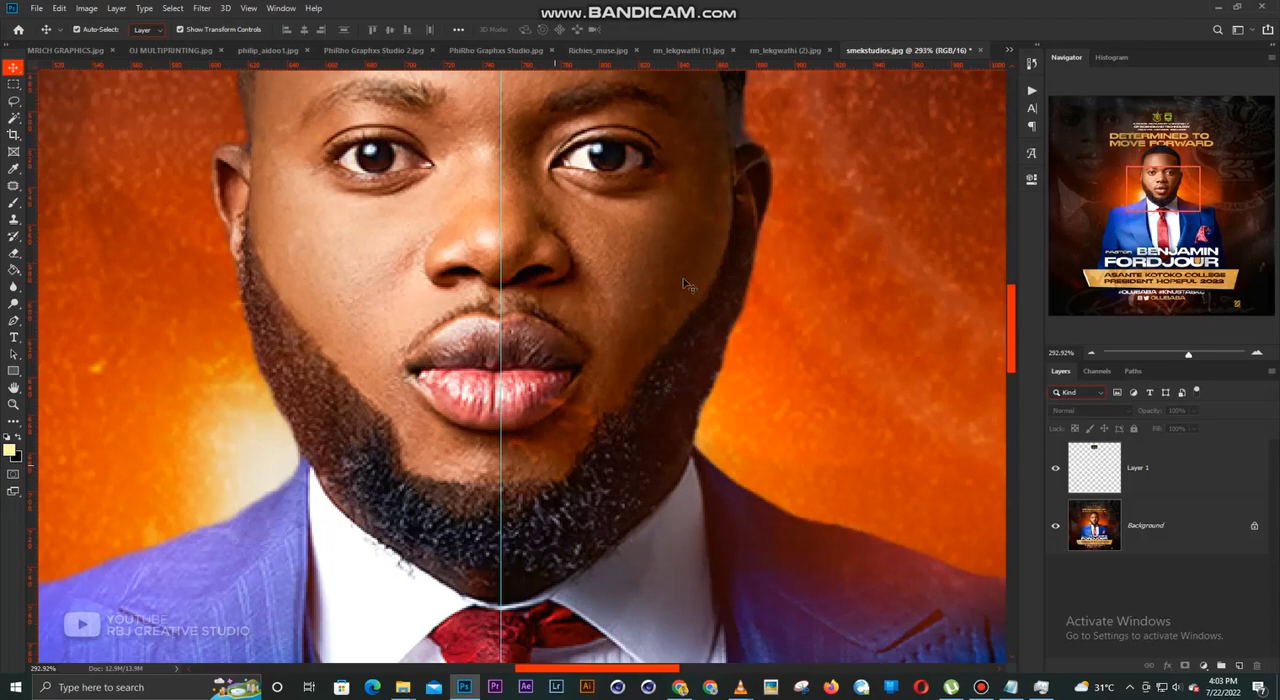 www.BANDICAM.com
File Edit Image Layer Type Select Filter 3D View Window Help
Auto-Select: Layer Show Transform Controls 3D Mode:
MRICH GRAPHICS.jpg OJ MULTIPRINTING.jpg philip_aidoo1.jpg PhiRho Graphxs Studio 2.jpg PhiRho Graphxs Studio.jpg Richies_muse.jpg rm_lekgwathi (1).jpg rm_lekgwathi (2).jpg smekstudios.jpg @ 293% (RGB/16) *
Navigator Histogram
DETERMINED TO
MOVE FORWARD
PASTOR BENJAMIN
FORDJOUR
ASANTE KOTOKO COLLEGE
PRESIDENT HOPEFUL 2022
OLUBABA
292.92%
Layers Channels Paths
Kind
Normal Opacity: 100%
Lock: Fill: 100%
Layer 1
Background
YOUTUBE
RBJ CREATIVE STUDIO
Activate Windows
Go to Settings to activate Windows.
292.92% Doc: 12.9M/13.9M
Type here to search
31°C
4:03 PM
7/22/2022